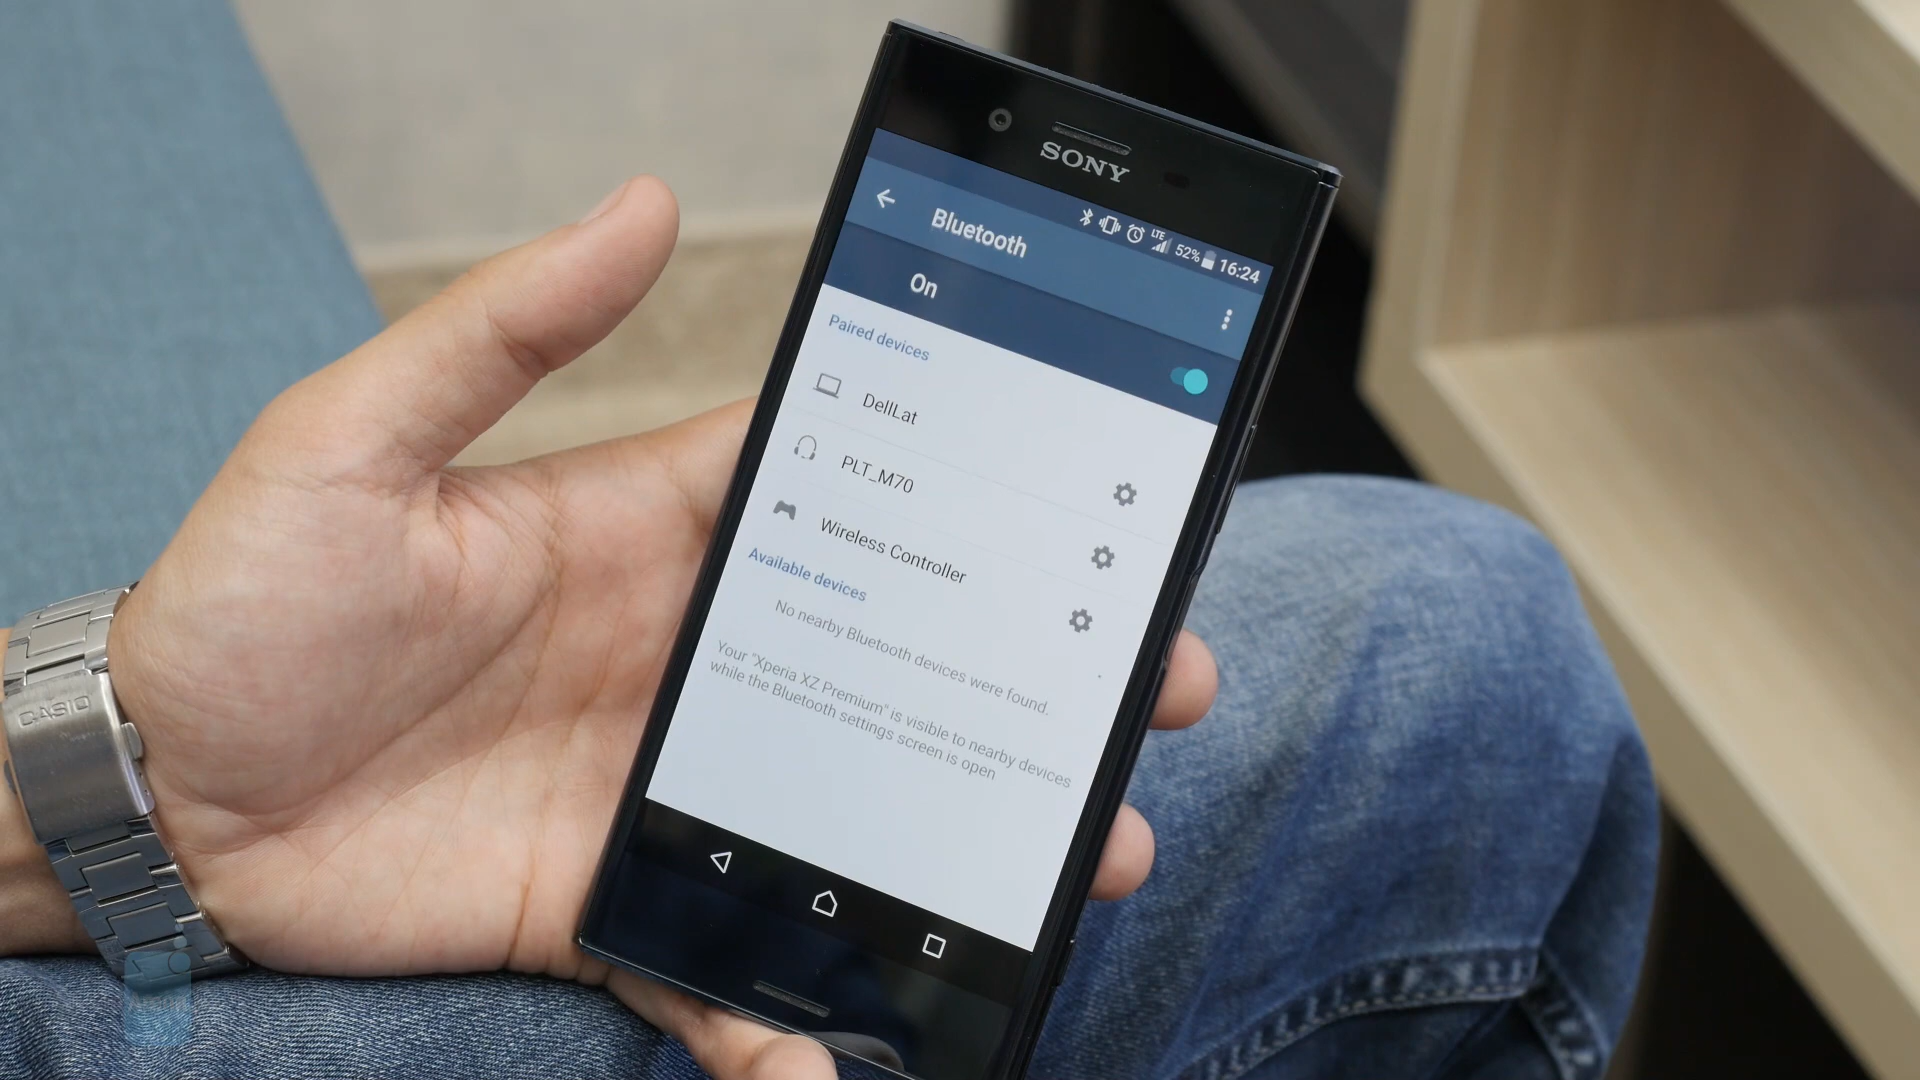 SONY
LTE 52% 16:24
Bluetooth
On
Paired devices
DellLat
PLT_M70
Wireless Controller
Available devices
No nearby Bluetooth devices were found.
Your "Xperia XZ Premium" is visible to nearby devices
while the Bluetooth settings screen is open
CASIO